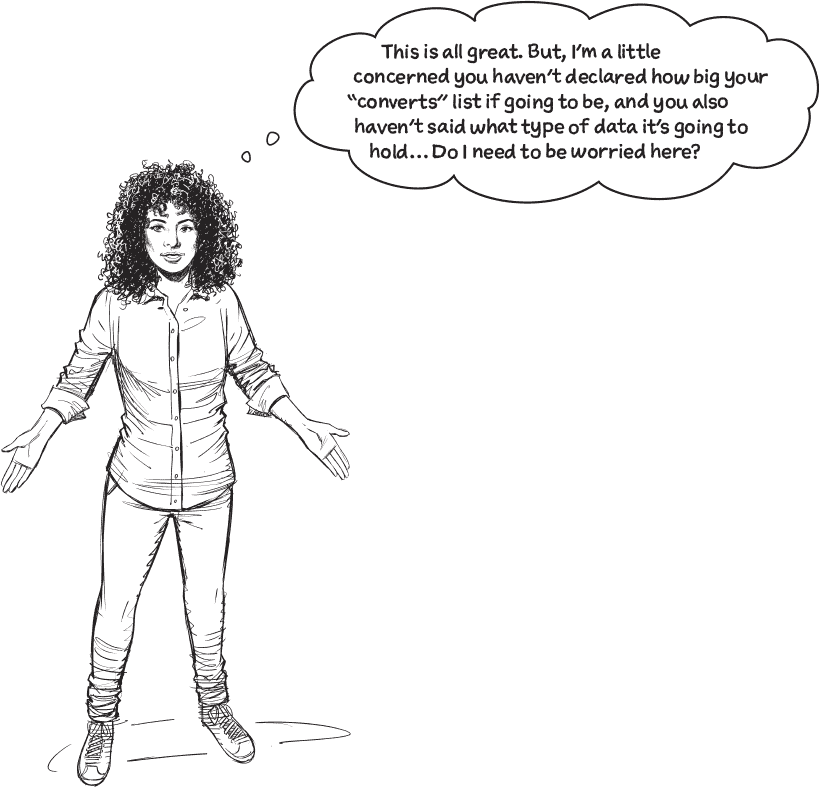 This is all great. But, I'm a little
concerned you haven't declared how big your
“converts” list if going to be, and you also
haven't said what type of data it's going to
hold... Do I need to be worried here?